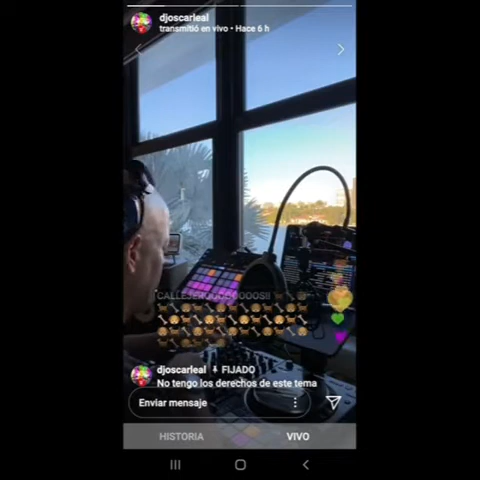 djoscarleal
transmitió en vivo • Hace 6 h
djoscarleal FIJADO
No tengo los derechos de este tema
Enviar mensaje
HISTORIA
VIVO